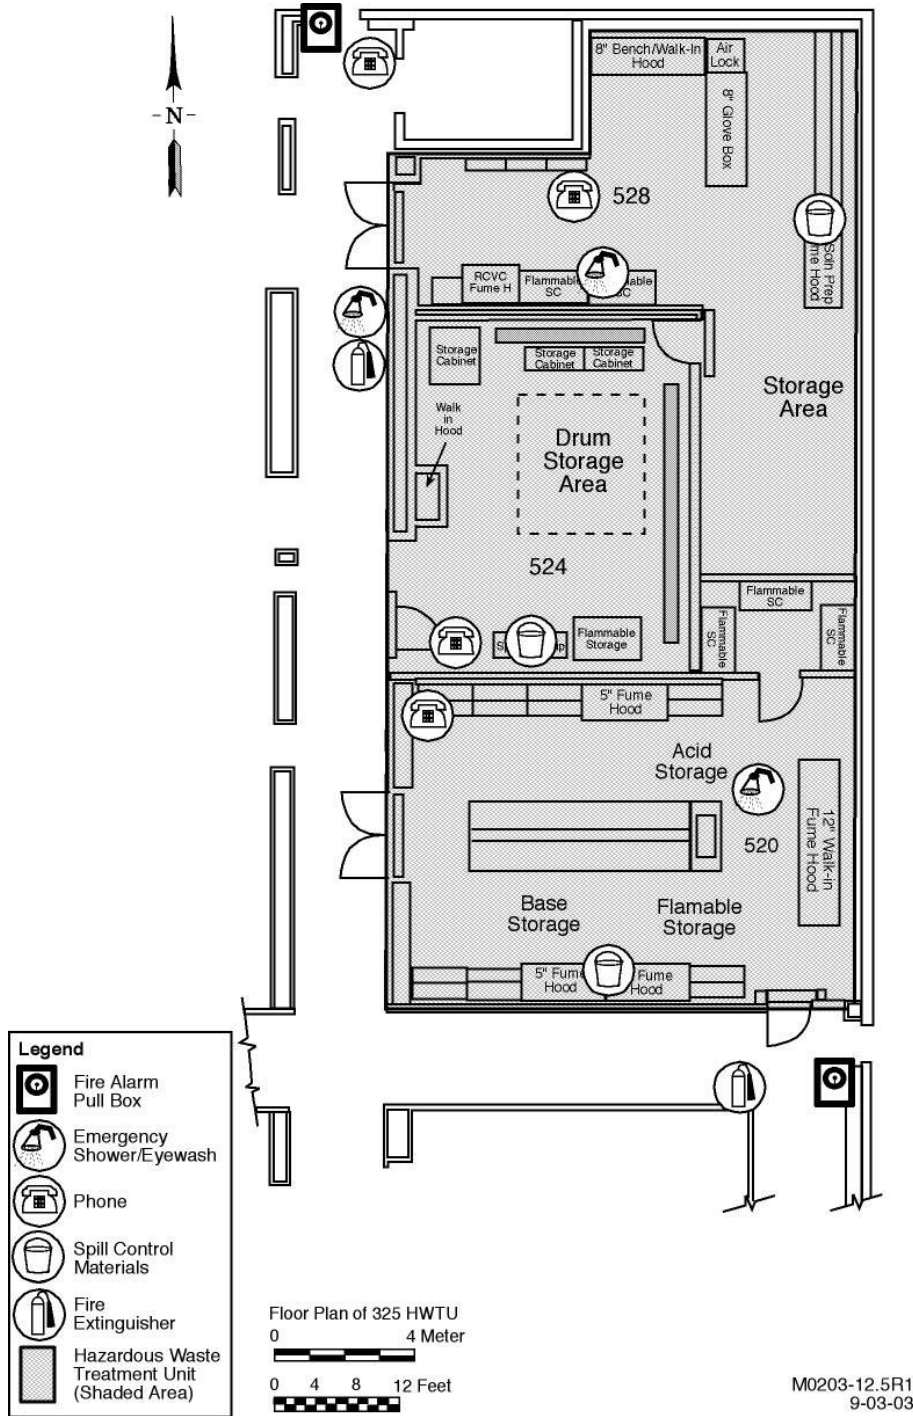 -N-
8" Bench/Walk-In
Hood
Air
Lock
8" Glove Box
528
Soln Prep
Fume Hood
RCVC
Fume H
Flammable
SC
SC
Storage
Cabinet
Storage
Cabinet
Storage
Cabinet
Walk
in
Hood
Drum
Storage
Area
Storage
Area
524
Flammable
SC
Flammable
SC
Flammable
SC
Flammable
Storage
5" Fume
Hood
Acid
Storage
12" Walk-in
Fume Hood
520
Base
Storage
Flamable
Storage
5" Fume
Hood
Fume
Hood
Legend
Fire Alarm
Pull Box
Emergency
Shower/Eyewash
Phone
Spill Control
Materials
Fire
Extinguisher
Hazardous Waste
Treatment Unit
(Shaded Area)
Floor Plan of 325 HWTU
0 4 Meter
0 4 8 12 Feet
M0203-12.5R1
9-03-03